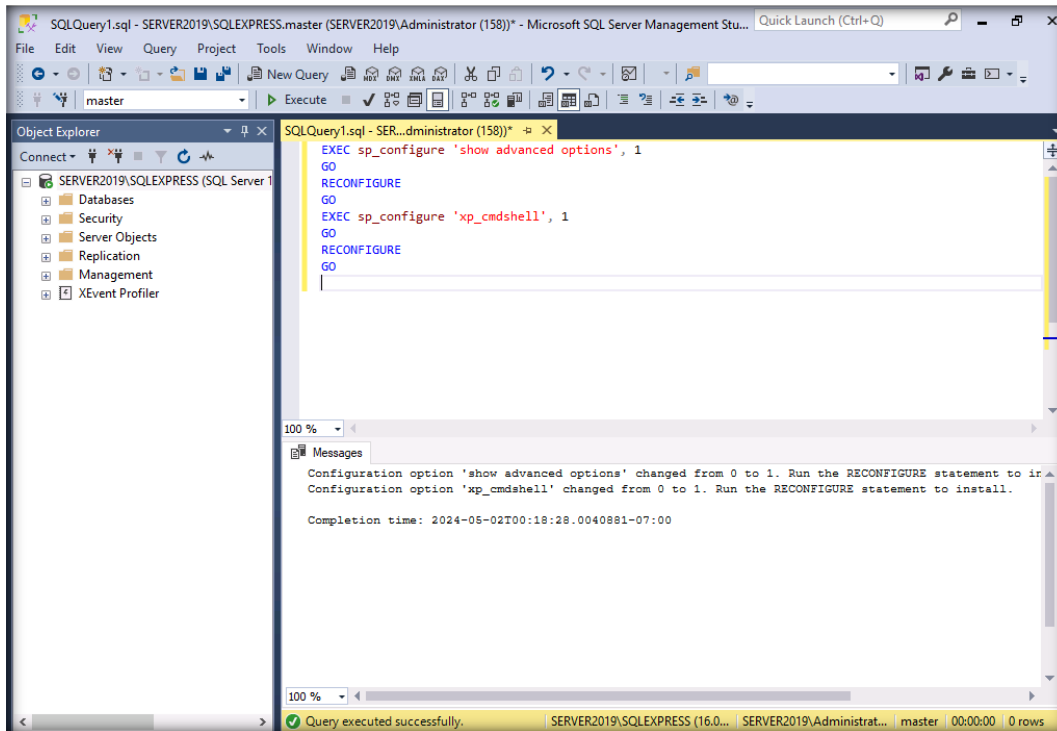 SQLQuery1.sql - SERVER2019\SQLEXPRESS.master (SERVER2019\Administrator (158))* - Microsoft SQL Server Management Stu...
Quick Launch (Ctrl+Q)
File Edit View Query Project Tools Window Help
New Query MDX DMX XMLA DAX
master Execute
Object Explorer
Connect
SERVER2019\SQLEXPRESS (SQL Server 1
Databases
Security
Server Objects
Replication
Management
XEvent Profiler
SQLQuery1.sql - SER...dministrator (158))*
EXEC sp_configure 'show advanced options', 1
GO
RECONFIGURE
GO
EXEC sp_configure 'xp_cmdshell', 1
GO
RECONFIGURE
GO
100 %
Messages
Configuration option 'show advanced options' changed from 0 to 1. Run the RECONFIGURE statement to in
Configuration option 'xp_cmdshell' changed from 0 to 1. Run the RECONFIGURE statement to install.
Completion time: 2024-05-02T00:18:28.0040881-07:00
100 %
Query executed successfully. SERVER2019\SQLEXPRESS (16.0... SERVER2019\Administrat... master 00:00:00 0 rows